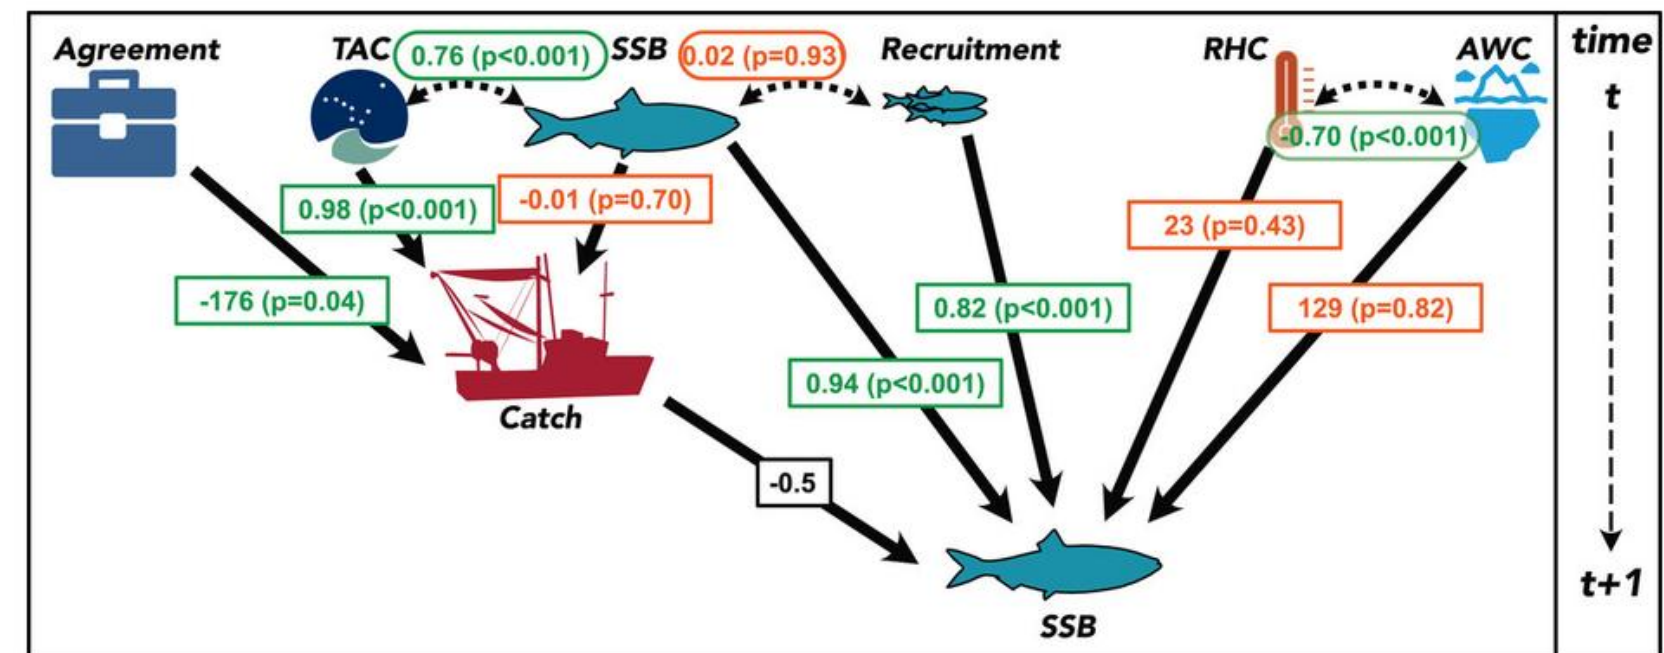 Agreement
TAC
0.76 (p<0.001)
SSB
0.02 (p=0.93)
Recruitment
RHC
AWC
time
t
-0.70 (p<0.001)
0.98 (p<0.001)
-0.01 (p=0.70)
23 (p=0.43)
-176 (p=0.04)
0.82 (p<0.001)
129 (p=0.82)
0.94 (p<0.001)
Catch
-0.5
t+1
SSB